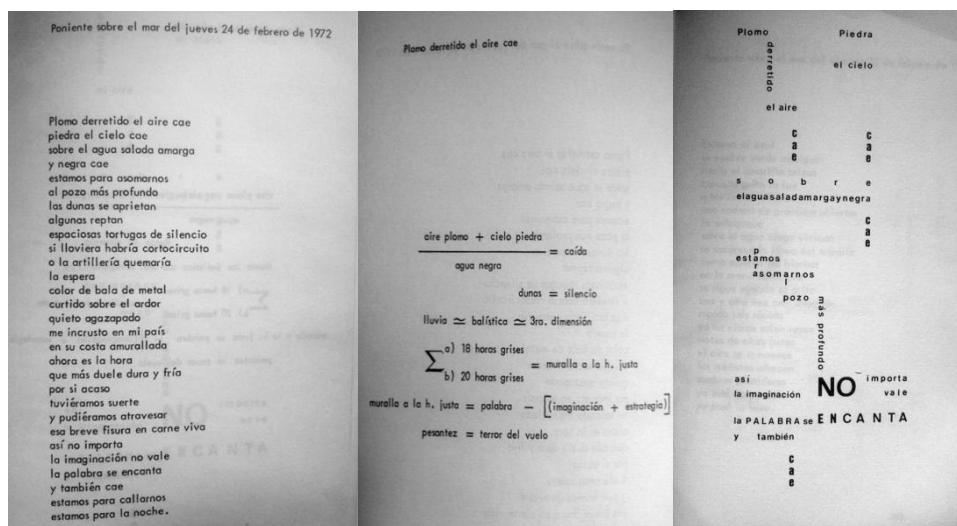 Poniente sobre el mar del jueves 24 de febrero de 1972
Plomo derretido el aire cae
piedra el cielo cae
sobre el agua salada amarga
y negra cae
estamos para asomarnos
al pozo más profundo
las dunas se aprietan
algunas reptan
espaciosas tortugas de silencio
si lloviera habría cortocircuito
o la artillería quemaría
la espera
color de bala de metal
curtido sobre el ardor
quieto agazapado
me incrusto en mi país
en su costa amurallada
ahora es la hora
que más duele dura y fría
por si acaso
tuviéramos suerte
y pudiéramos atravesar
esa breve fisura en carne viva
así no importa
la imaginación no vale
la palabra se encanta
y también cae
estamos para callarnos
estamos para la noche.
Plomo derretido el aire cae
aire plomo + cielo piedra
= caída
agua negra
dunas = silencio
lluvia ≃ balística ≃ 3ra. dimensión
∑ a) 18 horas grises
= muralla a la h. justa
b) 20 horas grises
muralla a la h. justa = palabra − [(imaginación + estrategia)]
pesantez = terror del vuelo
Plomo Piedra
derretido
el cielo
el aire
cae cae
sobre
elaguasaladamargaynegra
cae
estamos
asomarnos
pozo
más profundo
así NO importa
la imaginación vale
la PALABRA se ENCANTA
y también
cae